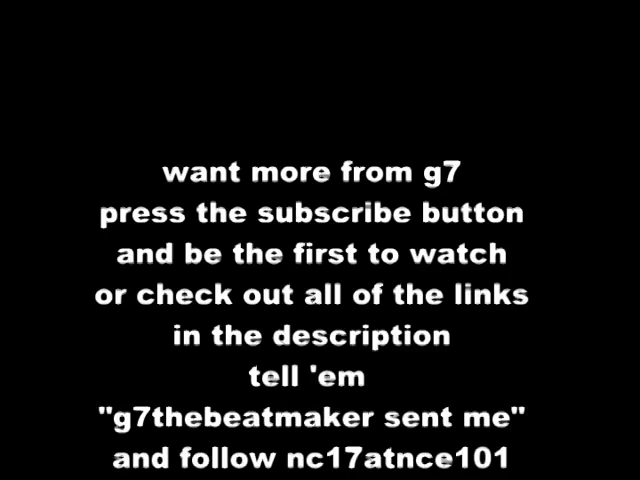 want more from g7
press the subscribe button
and be the first to watch
or check out all of the links
in the description
tell 'em
"g7thebeatmaker sent me"
and follow nc17atnce101